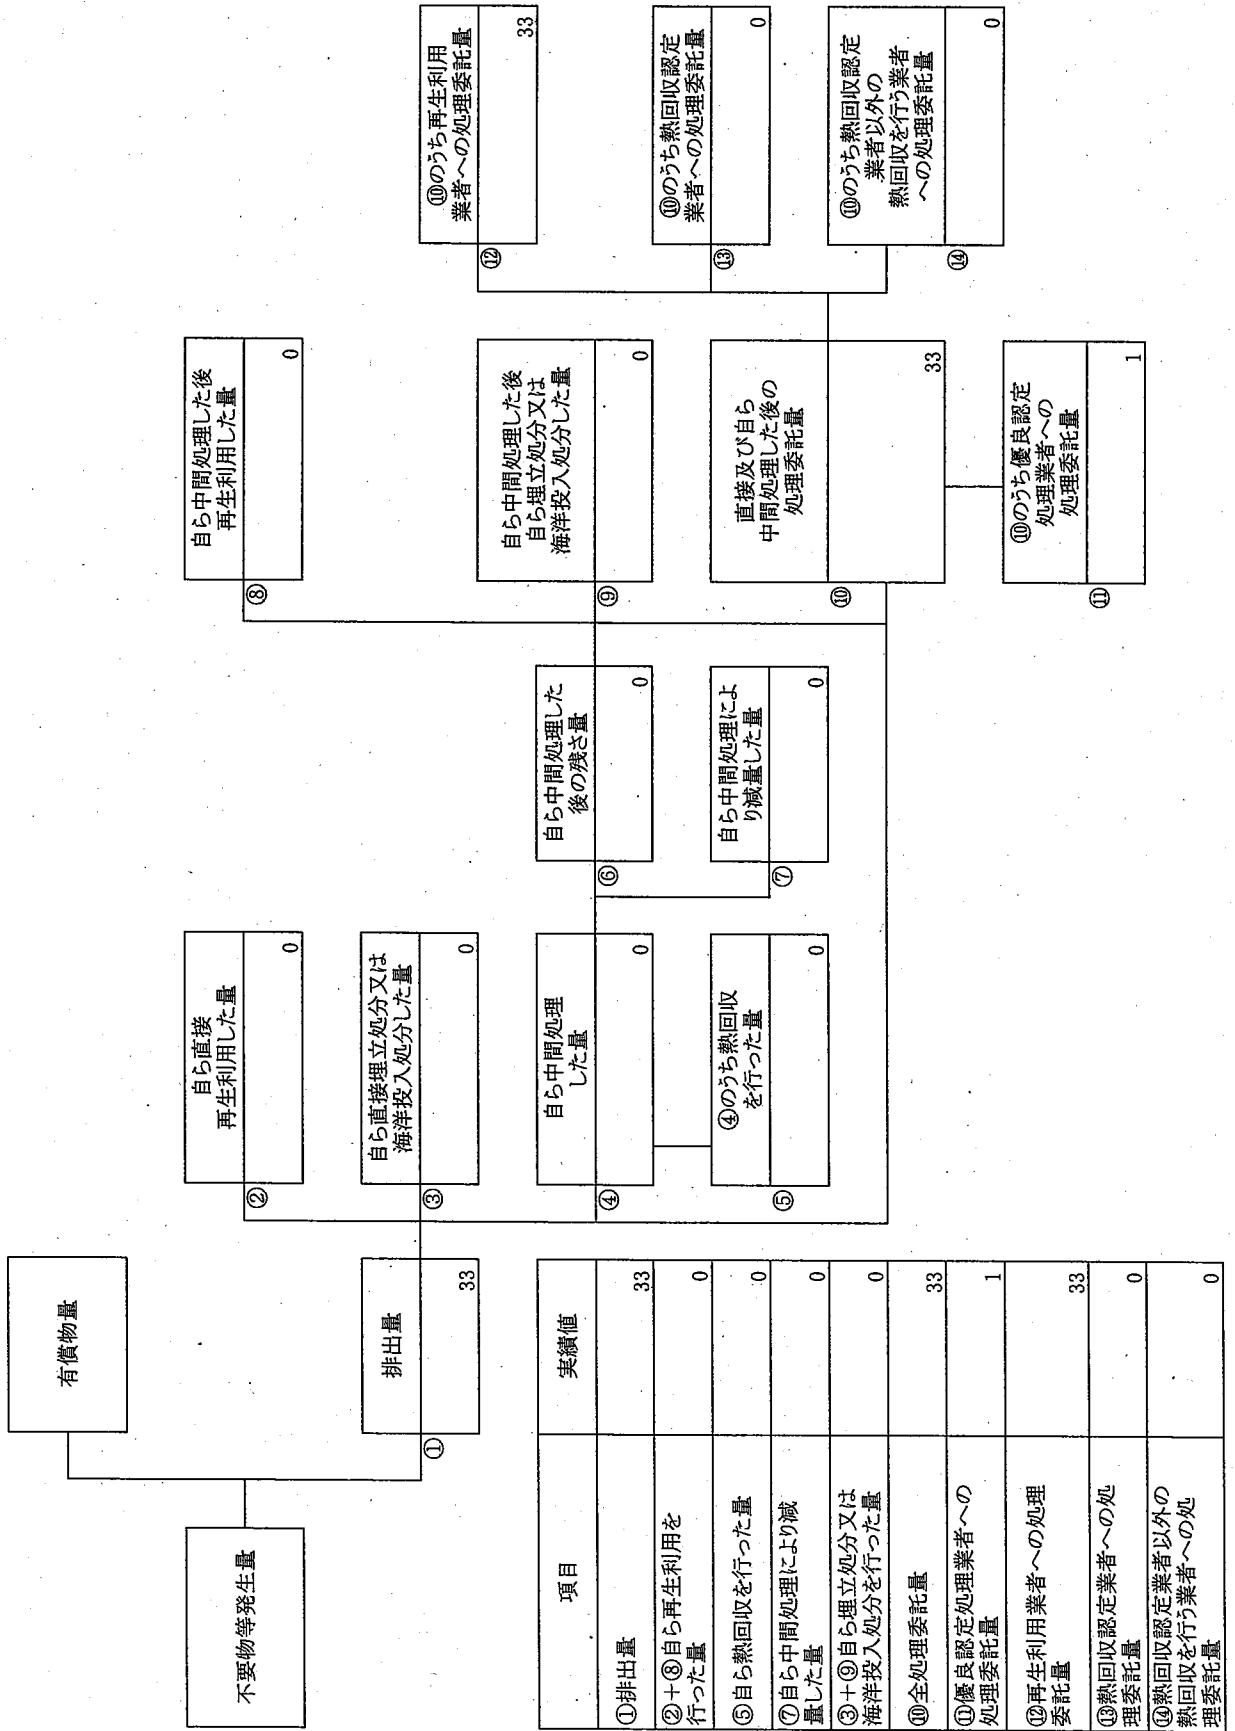 不要物等発生量
有償物量
①
排出量
33
②
自ら直接
再生利用した量
0
③
自ら直接埋立処分又は
海洋投入処分した量
0
④
自ら中間処理
した量
0
⑤
④のうち熱回収
を行った量
0
⑥
自ら中間処理した
後の残さ量
0
⑦
自ら中間処理によ
り減量した量
0
⑧
自ら中間処理した後
再生利用した量
0
⑨
自ら中間処理した後
自ら埋立処分又は
海洋投入処分した量
0
⑩
直接及び自ら
中間処理した後の
処理委託量
33
⑪
⑩のうち優良認定
処理業者への
処理委託量
1
⑫
⑩のうち再生利用
業者への処理委託量
33
⑬
⑩のうち熱回収認定
業者への処理委託量
0
⑭
⑩のうち熱回収認定
業者以外の
熱回収を行う業者
への処理委託量
0
項目 実績値
①排出量 33
②+⑧自ら再生利用を
行った量 0
⑤自ら熱回収を行った量 0
⑦自ら中間処理により減
量した量 0
③+⑨自ら埋立処分又は
海洋投入処分を行った量 0
⑩全処理委託量 33
⑪優良認定処理業者への
処理委託量 1
⑫再生利用業者への処理
委託量 33
⑬熱回収認定業者への処
理委託量 0
⑭熱回収認定業者以外の
熱回収を行う業者への処
理委託量 0